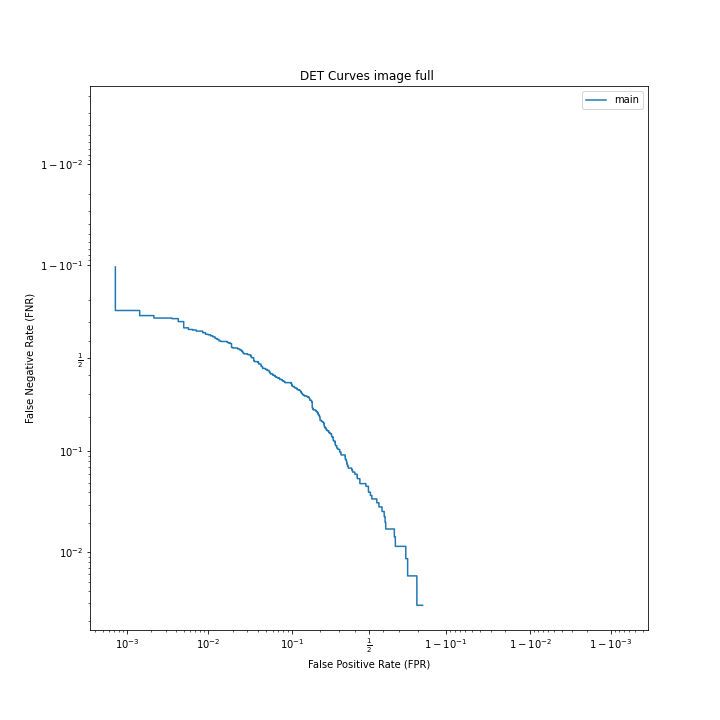 DET Curves image full
main
1 − 10⁻²
1 − 10⁻¹
½
10⁻¹
10⁻²
False Negative Rate (FNR)
10⁻³ 10⁻² 10⁻¹ ½ 1 − 10¹ 1 − 10⁻² 1 − 10⁻³
False Positive Rate (FPR)